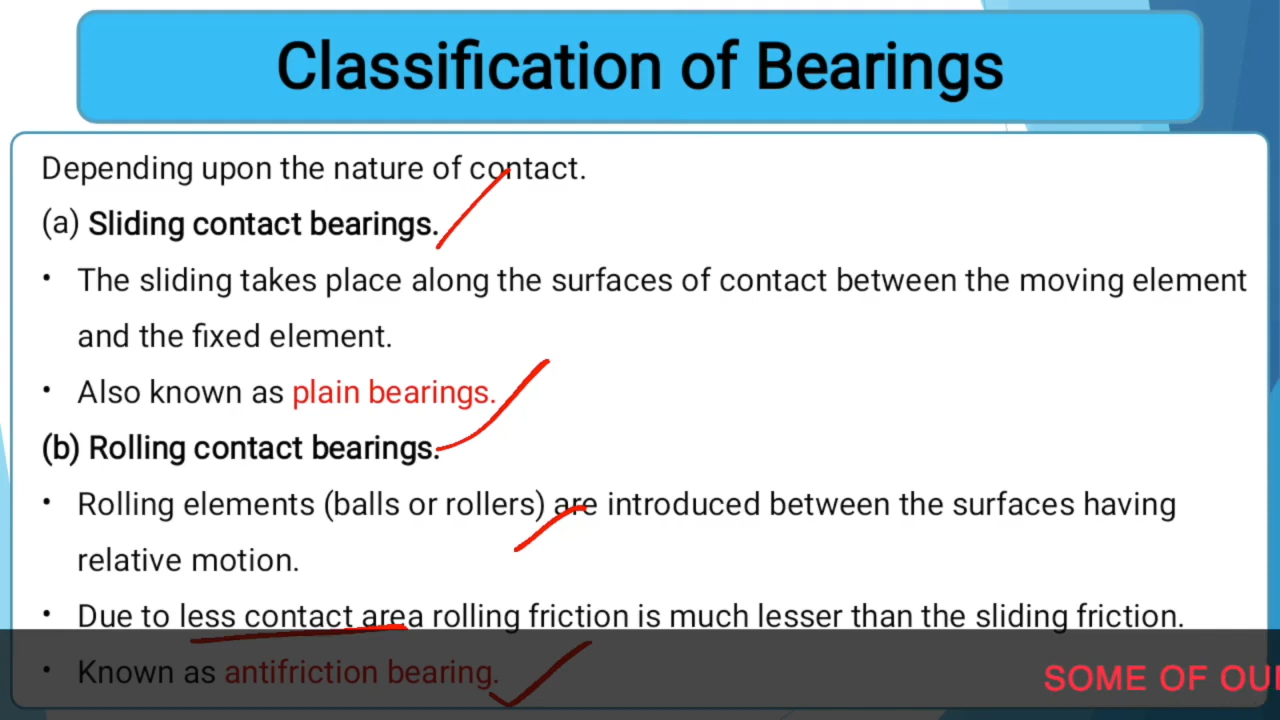 Classification of Bearings
Depending upon the nature of contact.
(a) Sliding contact bearings.
• The sliding takes place along the surfaces of contact between the moving element
and the fixed element.
• Also known as plain bearings.
(b) Rolling contact bearings.
• Rolling elements (balls or rollers) are introduced between the surfaces having
relative motion.
• Due to less contact area rolling friction is much lesser than the sliding friction.
• Known as antifriction bearing.
SOME OF